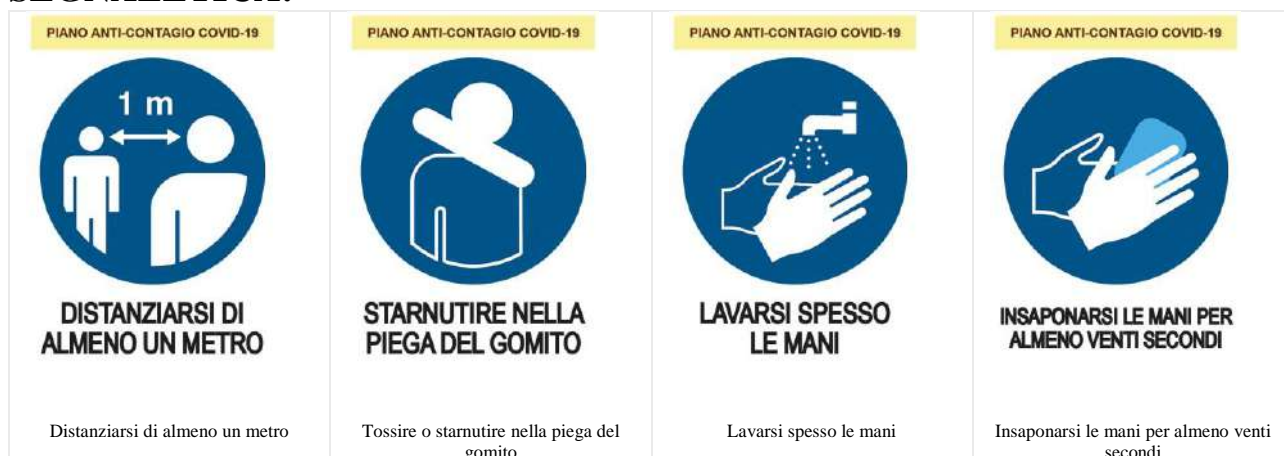 PIANO ANTI-CONTAGIO COVID-19
1 m
DISTANZIARSI DI
ALMENO UN METRO
Distanziarsi di almeno un metro
PIANO ANTI-CONTAGIO COVID-19
STARNUTIRE NELLA
PIEGA DEL GOMITO
Tossire o starnutire nella piega del
gomito
PIANO ANTI-CONTAGIO COVID-19
LAVARSI SPESSO
LE MANI
Lavarsi spesso le mani
PIANO ANTI-CONTAGIO COVID-19
INSAPONARSI LE MANI PER
ALMENO VENTI SECONDI
Insaponarsi le mani per almeno venti
secondi